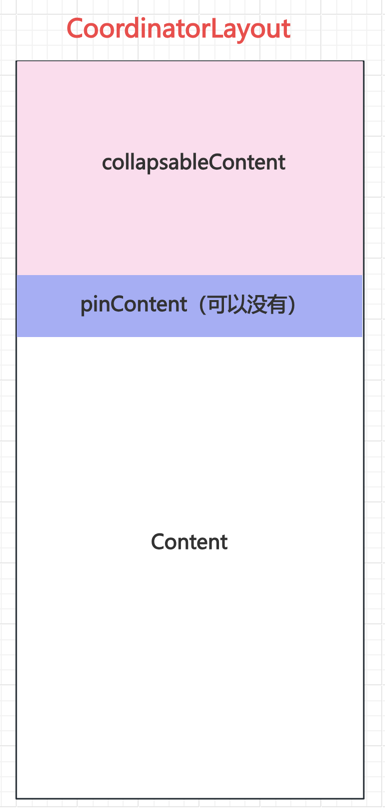 CoordinatorLayout
collapsableContent
pinContent（可以没有）
Content